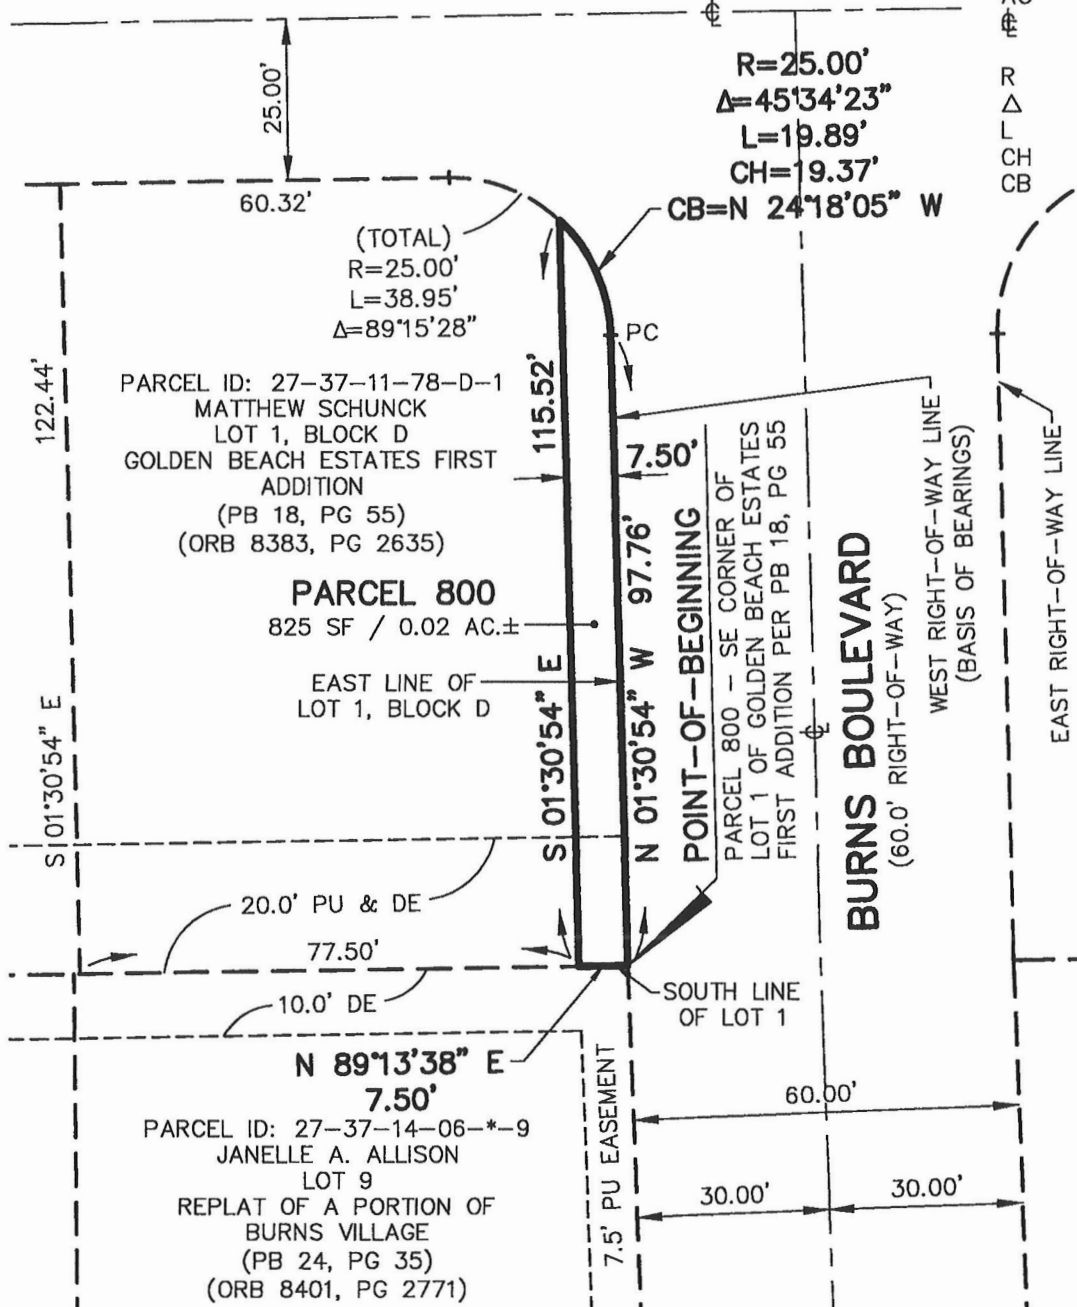 ℄
℄
25.00'
R=25.00'
Δ=45°34'23"
L=19.89'
CH=19.37'
CB=N 24°18'05" W
R
Δ
L
CH
CB
60.32'
(TOTAL)
R=25.00'
L=38.95'
Δ=89°15'28"
PC
122.44'
S 01°30'54" E
PARCEL ID: 27-37-11-78-D-1
MATTHEW SCHUNCK
LOT 1, BLOCK D
GOLDEN BEACH ESTATES FIRST
ADDITION
(PB 18, PG 55)
(ORB 8383, PG 2635)
PARCEL 800
825 SF / 0.02 AC.±
EAST LINE OF
LOT 1, BLOCK D
S 01°30'54" E
115.52'
7.50'
N 01°30'54" W
97.76'
POINT-OF-BEGINNING
PARCEL 800 - SE CORNER OF
LOT 1 OF GOLDEN BEACH ESTATES
FIRST ADDITION PER PB 18, PG 55
℄
BURNS BOULEVARD
(60.0' RIGHT-OF-WAY)
WEST RIGHT-OF-WAY LINE
(BASIS OF BEARINGS)
EAST RIGHT-OF-WAY LINE
20.0' PU & DE
77.50'
10.0' DE
SOUTH LINE
OF LOT 1
N 89°13'38" E
7.50'
PARCEL ID: 27-37-14-06-*-9
JANELLE A. ALLISON
LOT 9
REPLAT OF A PORTION OF
BURNS VILLAGE
(PB 24, PG 35)
(ORB 8401, PG 2771)
7.5' PU EASEMENT
60.00'
30.00'
30.00'